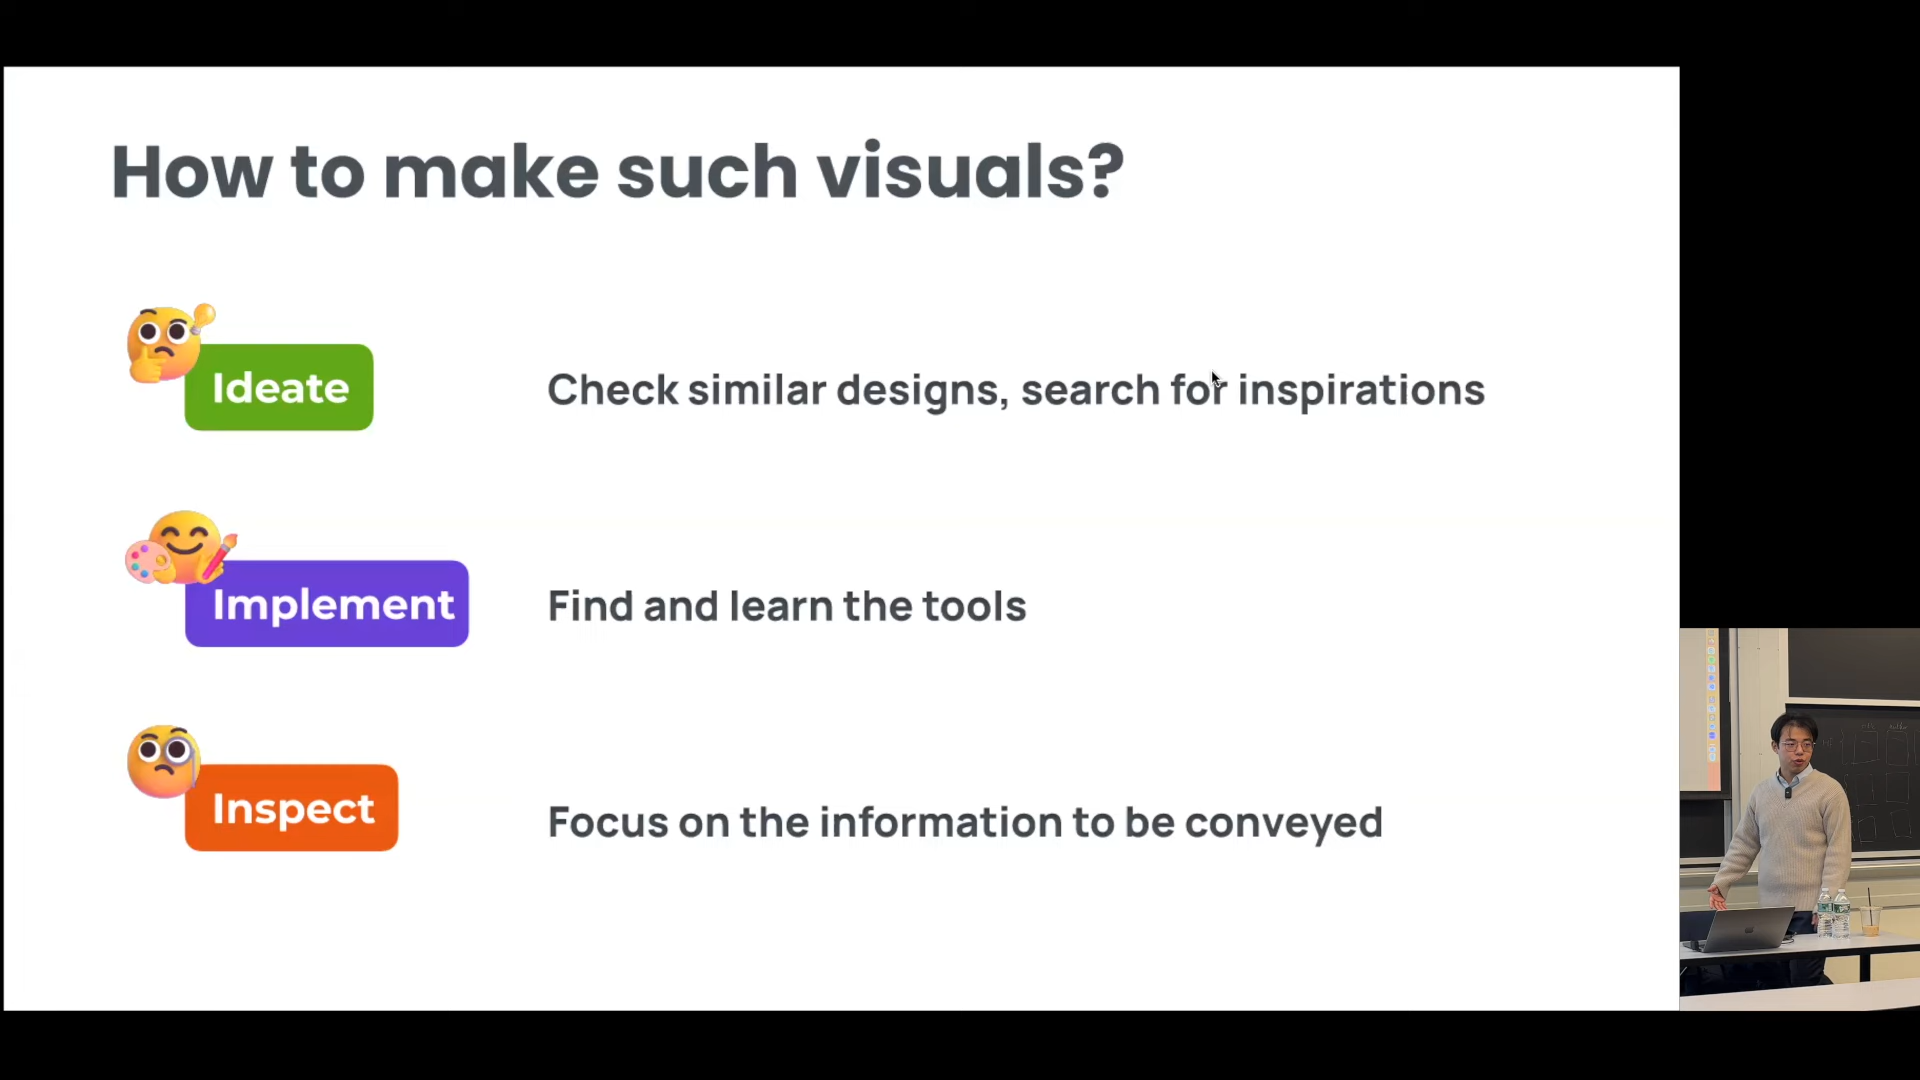 How to make such visuals?
Ideate
Check similar designs, search for inspirations
Implement
Find and learn the tools
Inspect
Focus on the information to be conveyed